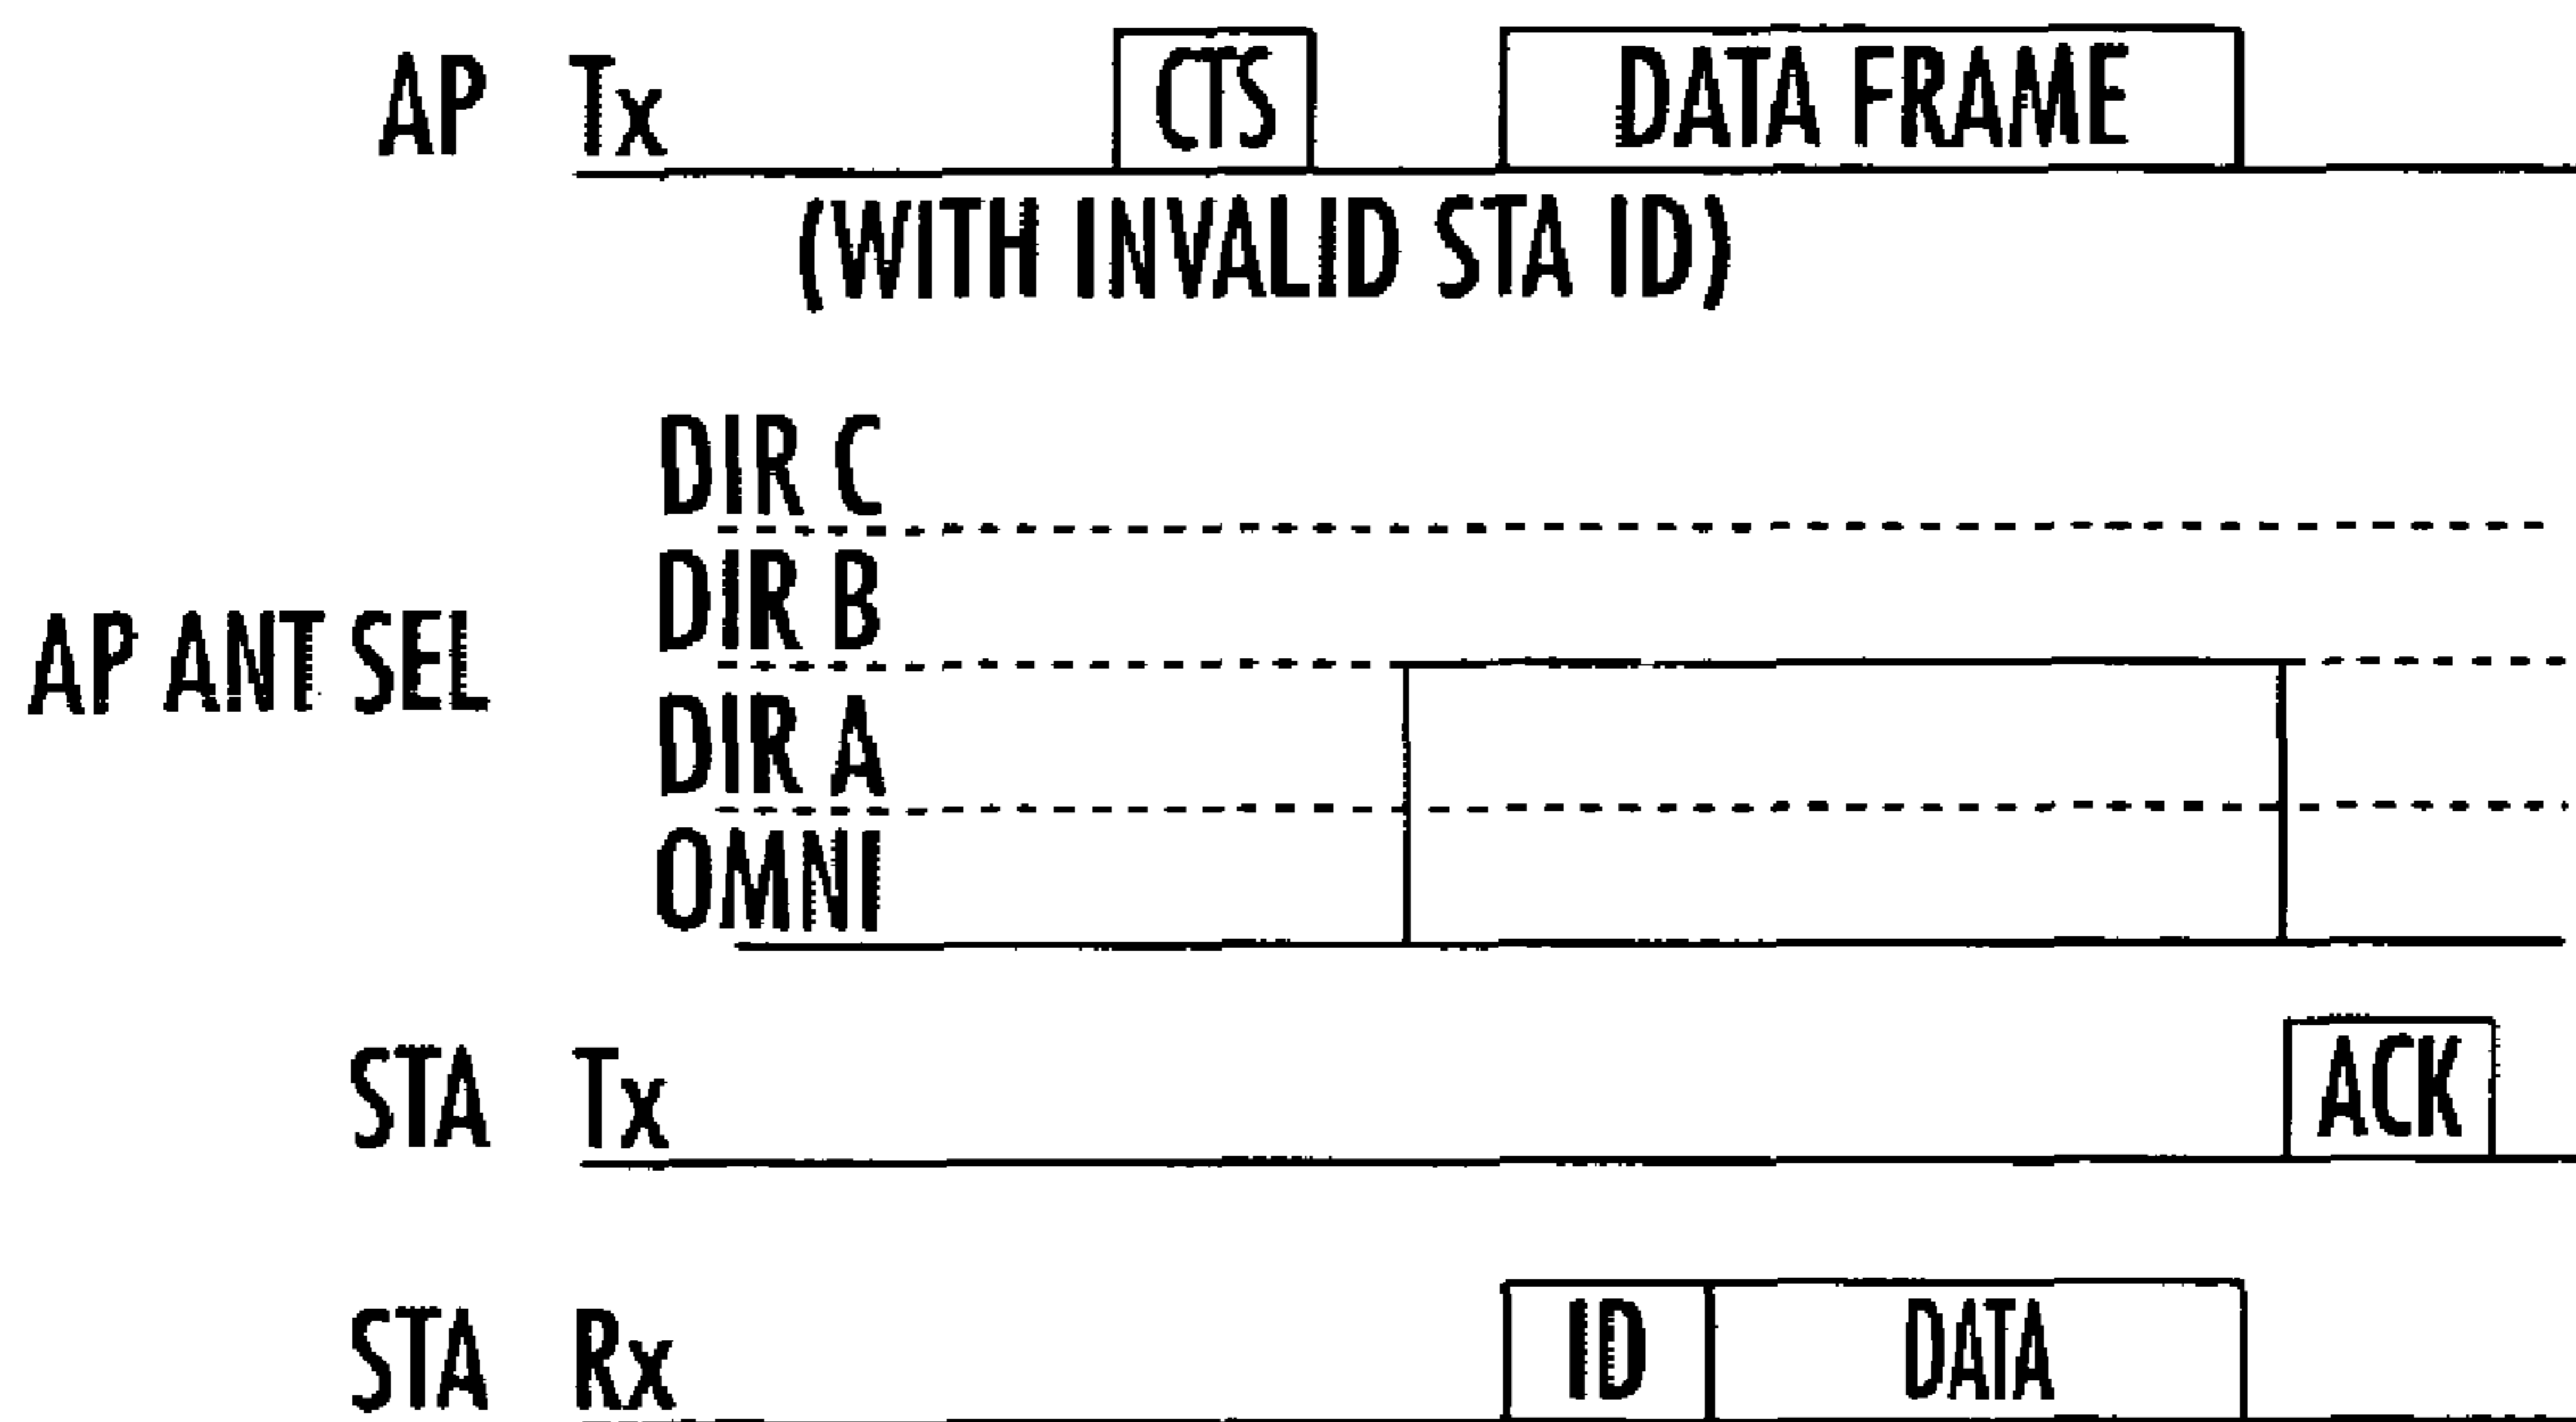 AP Tx CTS DATA FRAME
(WITH INVALID STA ID)
DIR C
DIR B
AP ANT SEL
DIR A
OMNI
STA Tx ACK
STA Rx ID DATA